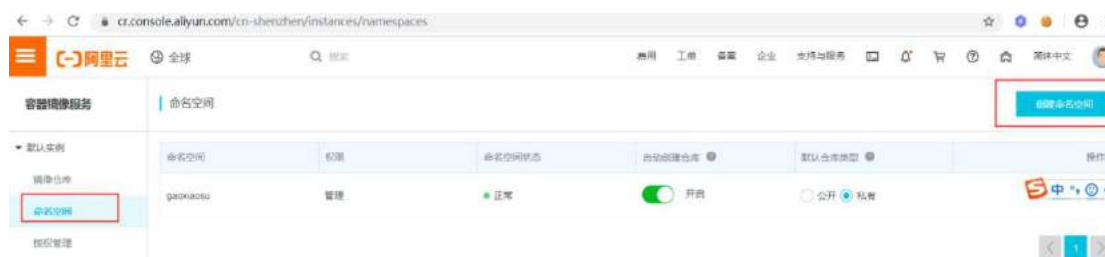 cr.console.aliyun.com/cn-shenzhen/instances/namespaces
阿里云 全球 搜索 费用 工单 备案 企业 支持与服务 简体中文
容器镜像服务 命名空间 创建命名空间
默认实例
命名空间 权限 命名空间状态 自动创建仓库 默认仓库类型 操作
镜像仓库
gaoxiaosu 管理 正常 开启 公开 私有 中
命名空间
授权管理
1